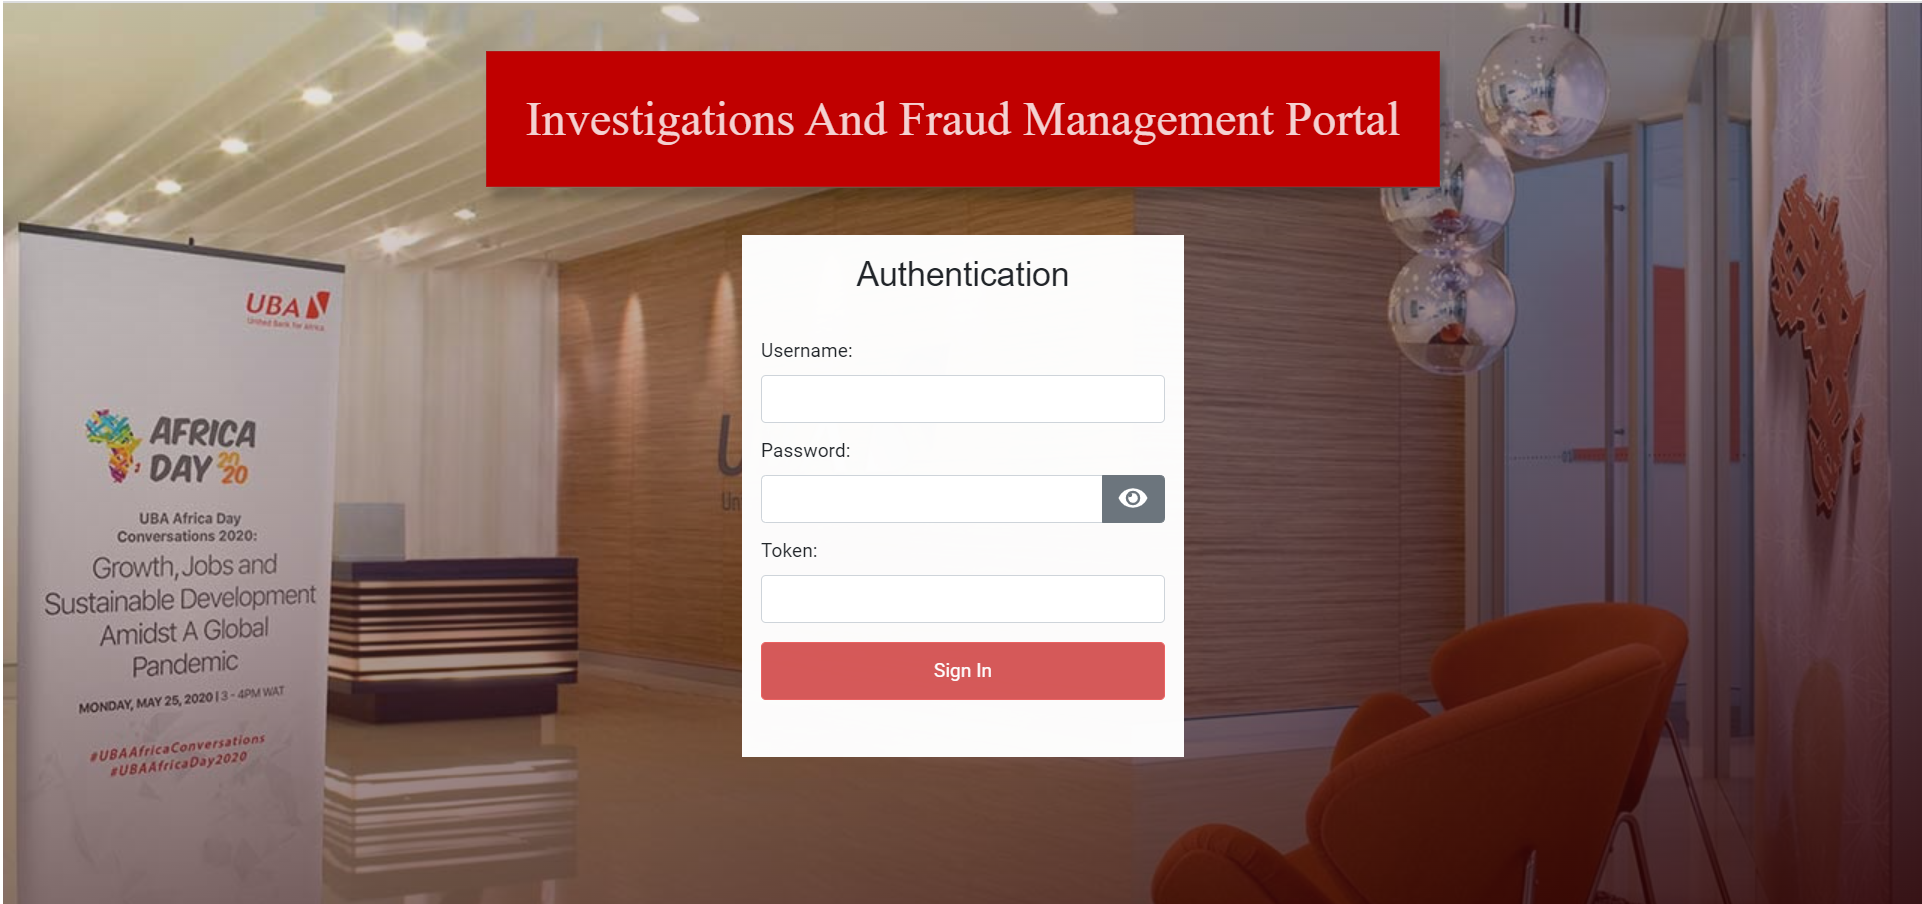 Investigations And Fraud Management Portal
Authentication
Username:
Password:
Token:
Sign In
UBA
United Bank for Africa
AFRICA
DAY 2020
UBA Africa Day
Conversations 2020:
Growth, Jobs and
Sustainable Development
Amidst A Global
Pandemic
MONDAY, MAY 25, 2020 | 3 - 4PM WAT
#UBAAfricaConversations
#UBAAfricaDay2020
U
Un